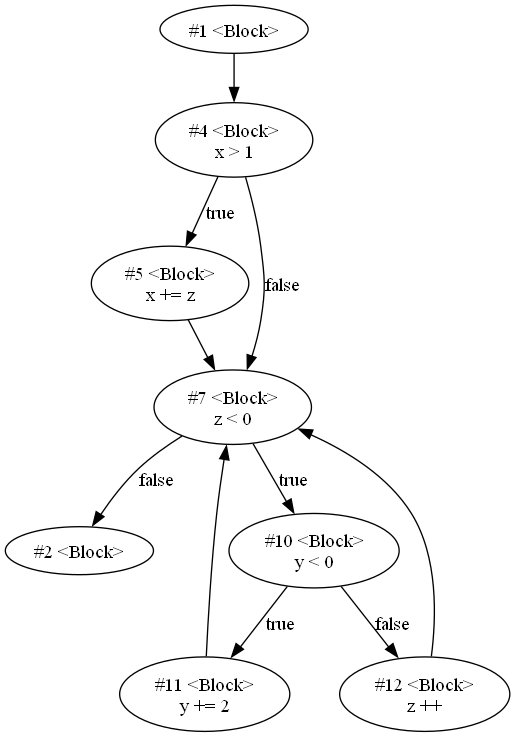 #1 <Block>
#4 <Block>
x > 1
true
#5 <Block>
x += z
false
#7 <Block>
z < 0
false
true
#2 <Block>
#10 <Block>
y < 0
true
false
#11 <Block>
y += 2
#12 <Block>
z ++